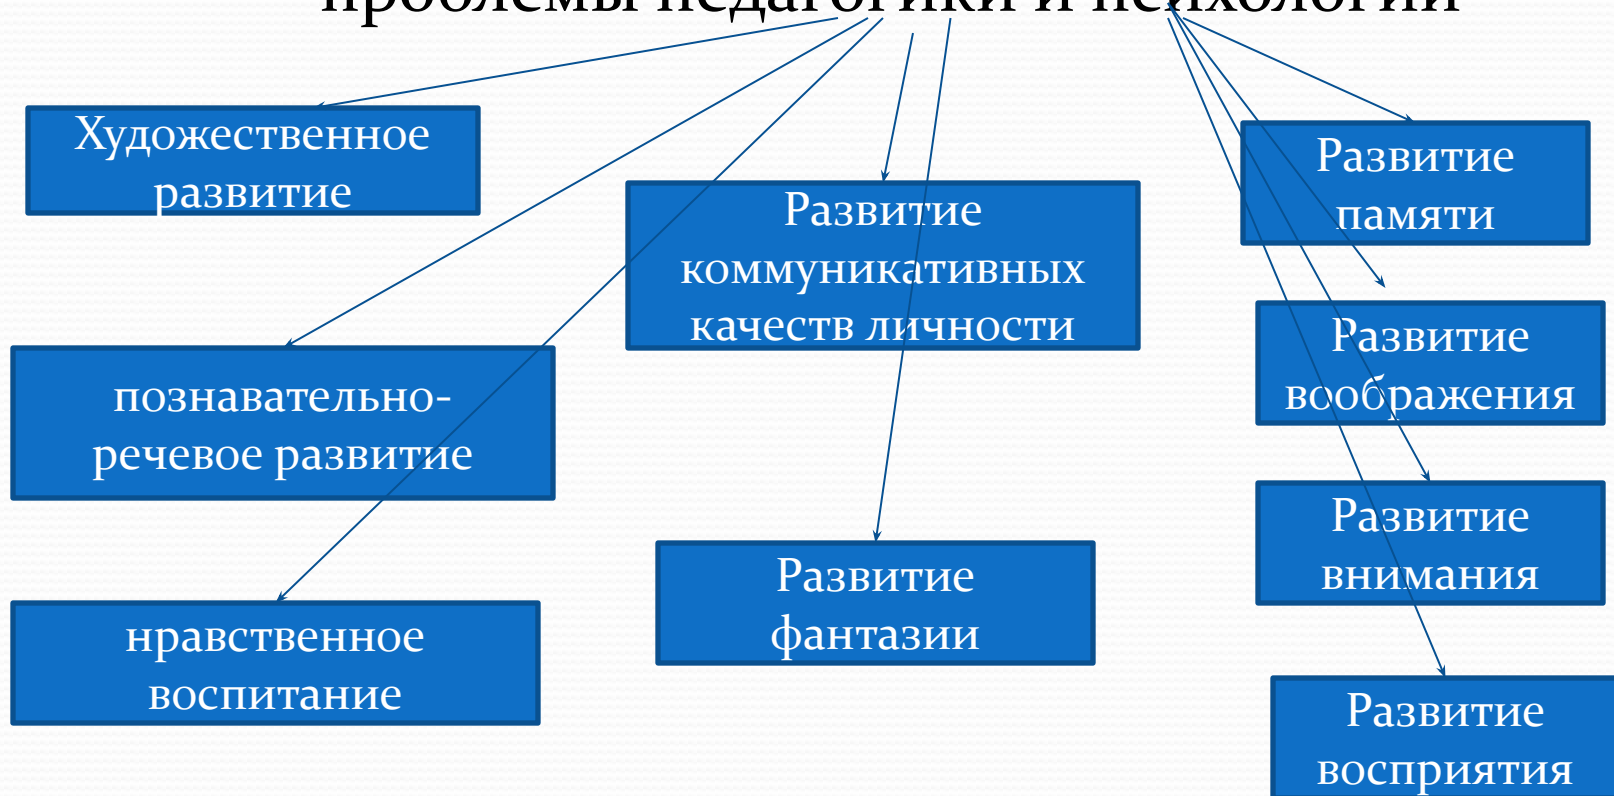 проблемы педагогики и психологии
Художественное
развитие
познавательно-
речевое развитие
нравственное
воспитание
Развитие
коммуникативных
качеств личности
Развитие
фантазии
Развитие
памяти
Развитие
воображения
Развитие
внимания
Развитие
восприятия